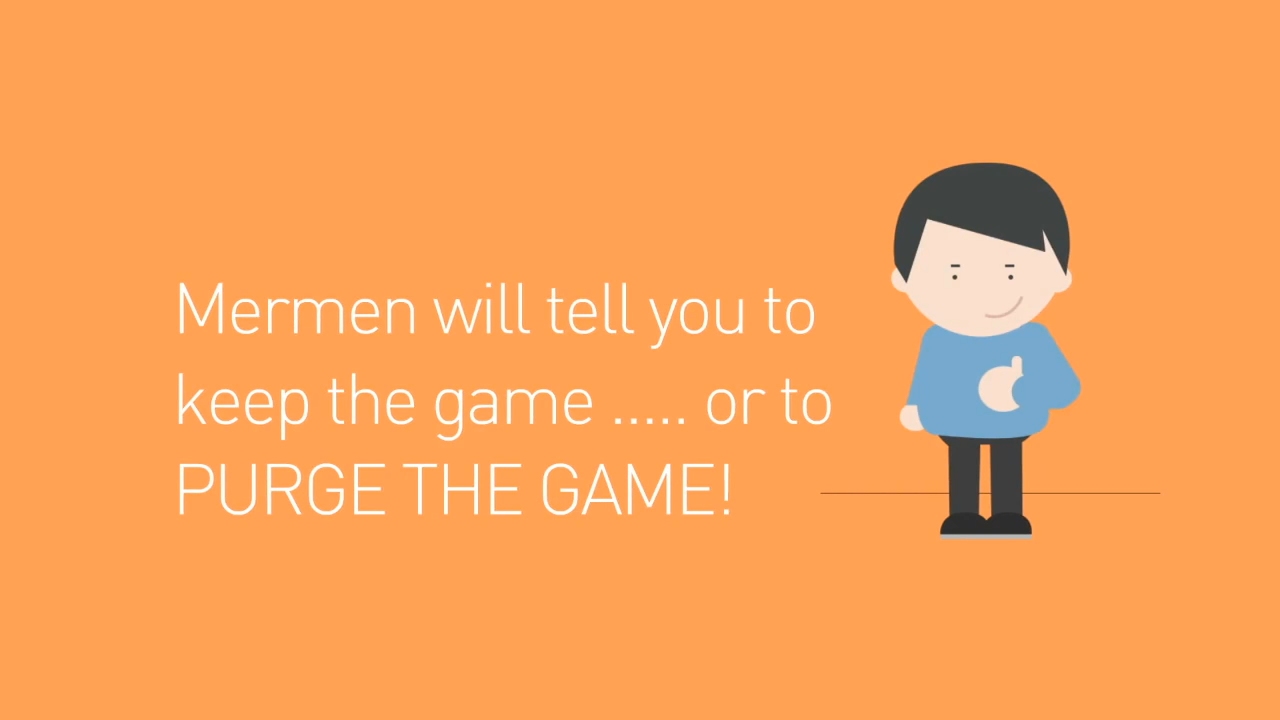 Mermen will tell you to
keep the game ..... or to
PURGE THE GAME!